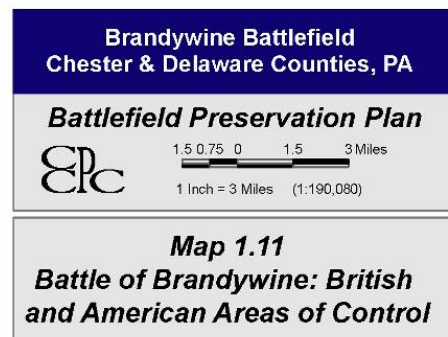 Brandywine Battlefield
Chester & Delaware Counties, PA
Battlefield Preservation Plan
CCPC
1.5 0.75 0 1.5 3 Miles
1 Inch = 3 Miles (1:190,080)
Map 1.11
Battle of Brandywine: British
and American Areas of Control